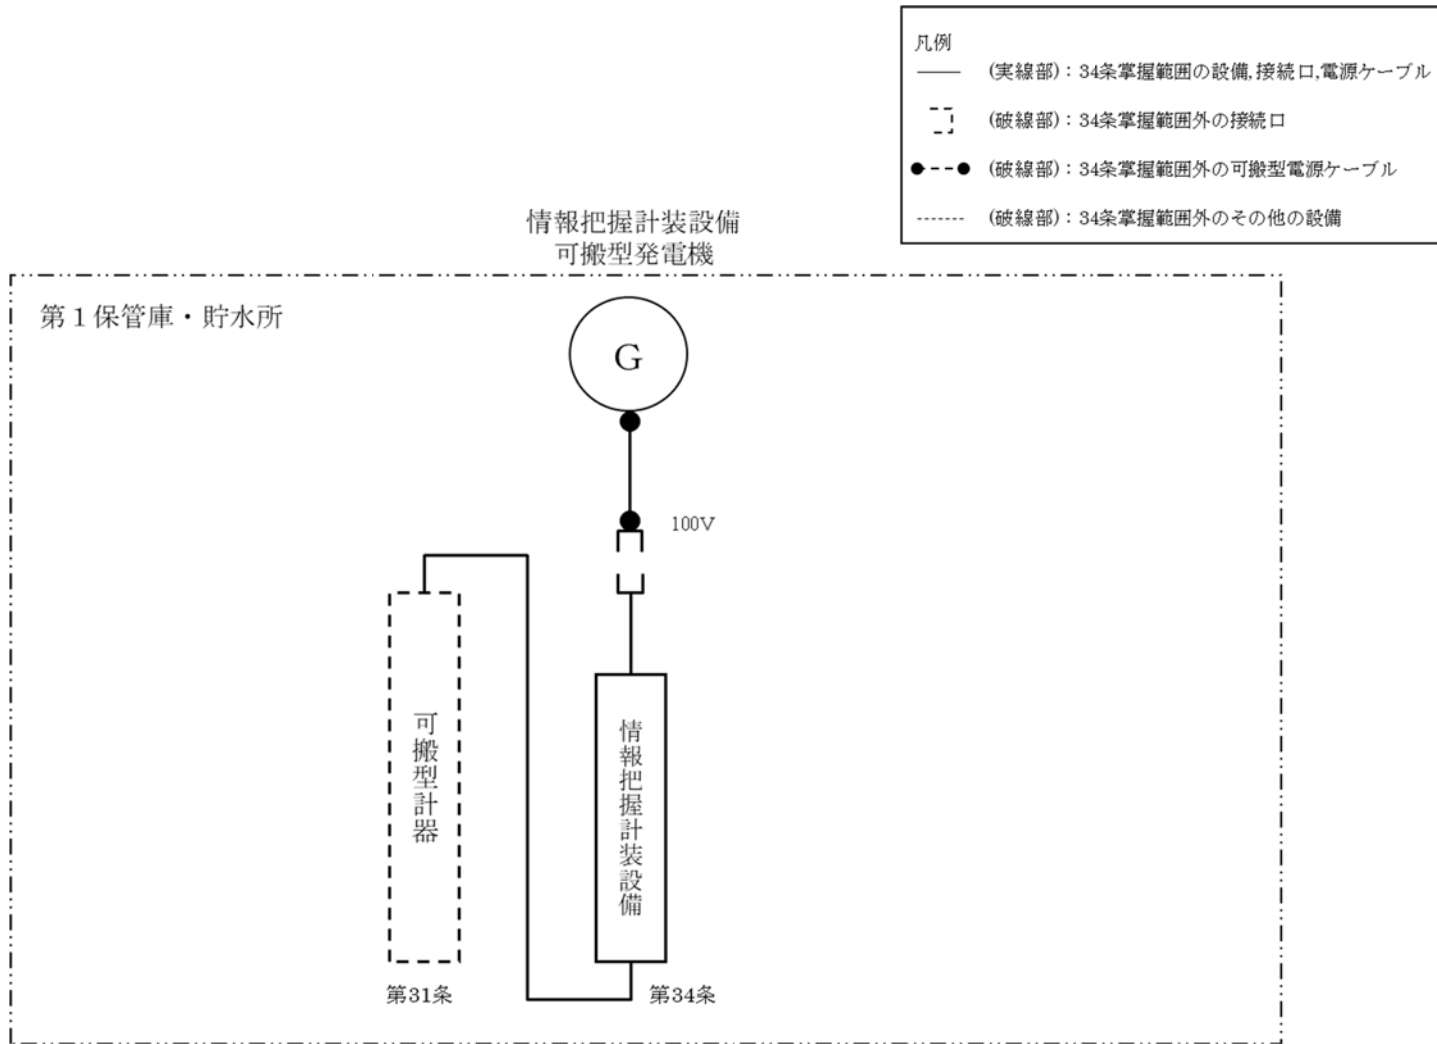 凡例
(実線部)：34条掌握範囲の設備,接続口,電源ケーブル
(破線部)：34条掌握範囲外の接続口
(破線部)：34条掌握範囲外の可搬型電源ケーブル
(破線部)：34条掌握範囲外のその他の設備
情報把握計装設備
可搬型発電機
第１保管庫・貯水所
G
100V
可搬型計器
情報把握計装設備
第31条
第34条